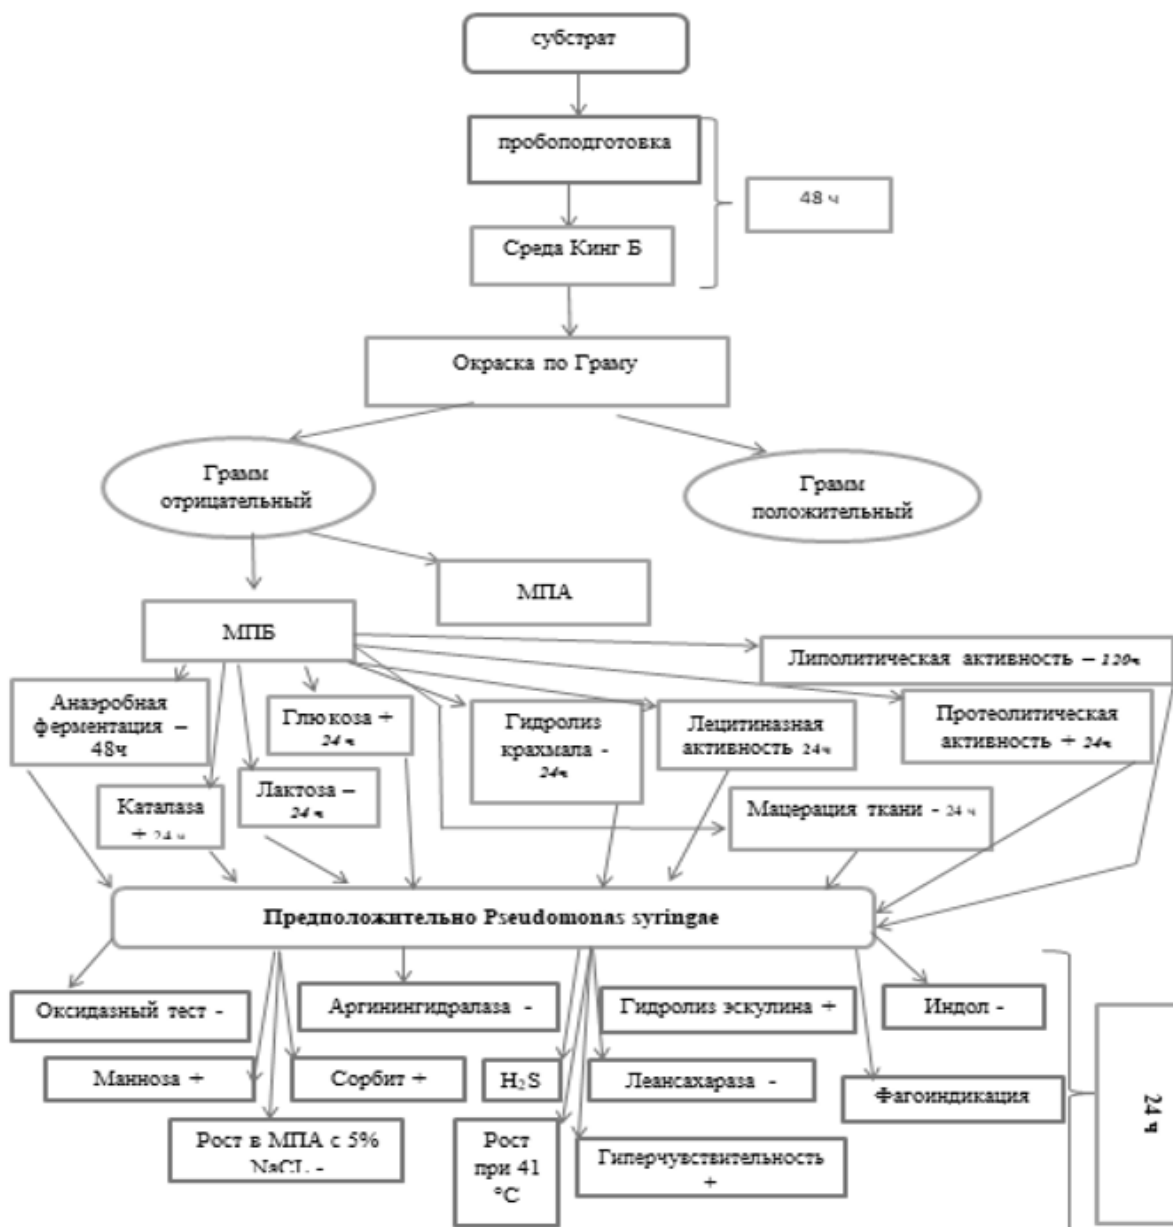 субстрат
пробоподготовка
48 ч
Среда Кинг Б
Окраска по Граму
Грамм
отрицательный
Грамм
положительный
МПА
МПБ
Липолитическая активность – 120ч
Анаэробная
ферментация –
48ч
Глюкоза +
24 ч
Гидролиз
крахмала -
24ч
Лецитиназная
активность 24ч
Протеолитическая
активность + 24ч
Каталаза
+ 24 ч
Лактоза –
24 ч
Мацерация ткани - 24 ч
Предположительно Pseudomonas syringae
Оксидазный тест -
Аргинингидралаза -
Гидролиз эскулина +
Индол -
Манноза +
Сорбит +
H₂S
Леансахараза -
Фагоиндикация
24 ч
Рост в МПА с 5%
NaCL -
Рост
при 41
°C
Гиперчувствительность
+